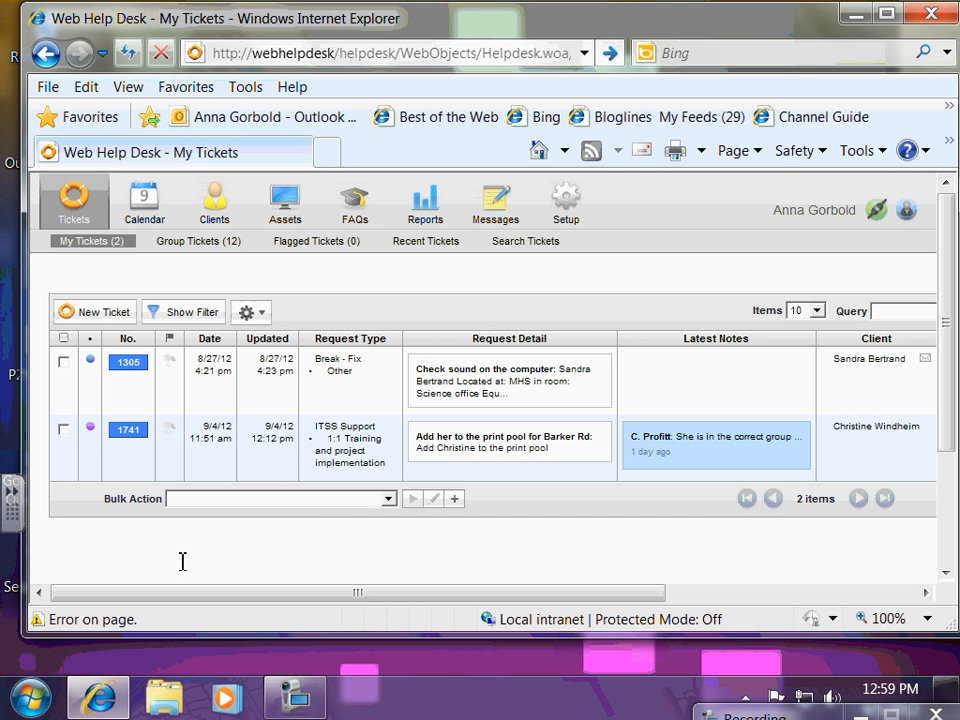 Web Help Desk - My Tickets - Windows Internet Explorer
http://webhelpdesk/helpdesk/WebObjects/Helpdesk.woa,
Bing
File Edit View Favorites Tools Help
Favorites Anna Gorbold - Outlook ... Best of the Web Bing Bloglines My Feeds (29) Channel Guide
Web Help Desk - My Tickets Page Safety Tools
9
Tickets Calendar Clients Assets FAQs Reports Messages Setup Anna Gorbold
My Tickets (2) Group Tickets (12) Flagged Tickets (0) Recent Tickets Search Tickets
New Ticket Show Filter Items 10 Query
No. Date Updated Request Type Request Detail Latest Notes Client
1305 8/27/12 8/27/12 Break - Fix Sandra Bertrand
4:21 pm 4:23 pm • Other
Check sound on the computer: Sandra
Bertrand Located at: MHS in room:
Science office Equ...
1741 9/4/12 9/4/12 ITSS Support Christine Windheim
11:51 am 12:12 pm • 1:1 Training
and project
implementation
Add her to the print pool for Barker Rd:
Add Christine to the print pool
C. Profitt: She is in the correct group ...
1 day ago
Bulk Action 2 items
Error on page. Local intranet | Protected Mode: Off 100%
12:59 PM
Recording